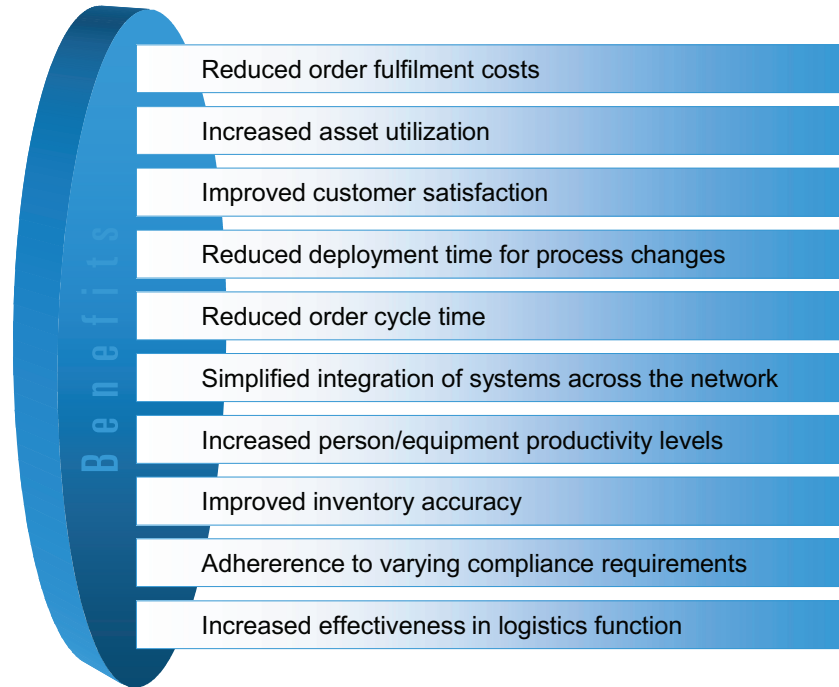 Benefits
Reduced order fulfilment costs
Increased asset utilization
Improved customer satisfaction
Reduced deployment time for process changes
Reduced order cycle time
Simplified integration of systems across the network
Increased person/equipment productivity levels
Improved inventory accuracy
Adhererence to varying compliance requirements
Increased effectiveness in logistics function